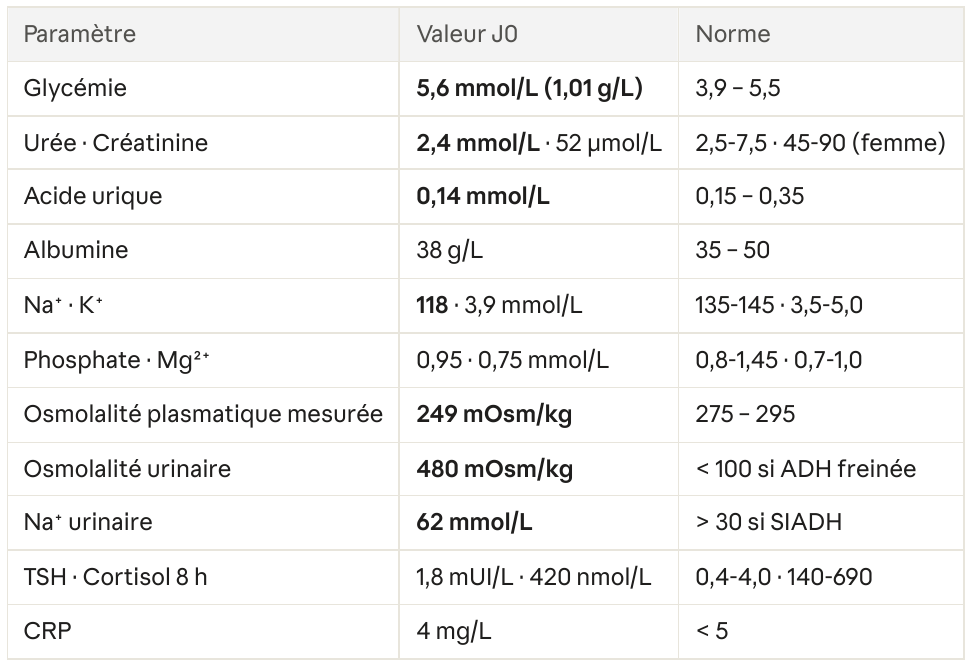 Paramètre Valeur J0 Norme
Glycémie 5,6 mmol/L (1,01 g/L) 3,9 – 5,5
Urée · Créatinine 2,4 mmol/L · 52 µmol/L 2,5-7,5 · 45-90 (femme)
Acide urique 0,14 mmol/L 0,15 – 0,35
Albumine 38 g/L 35 – 50
Na⁺ · K⁺ 118 · 3,9 mmol/L 135-145 · 3,5-5,0
Phosphate · Mg²⁺ 0,95 · 0,75 mmol/L 0,8-1,45 · 0,7-1,0
Osmolalité plasmatique mesurée 249 mOsm/kg 275 – 295
Osmolalité urinaire 480 mOsm/kg < 100 si ADH freinée
Na⁺ urinaire 62 mmol/L > 30 si SIADH
TSH · Cortisol 8 h 1,8 mUI/L · 420 nmol/L 0,4-4,0 · 140-690
CRP 4 mg/L < 5